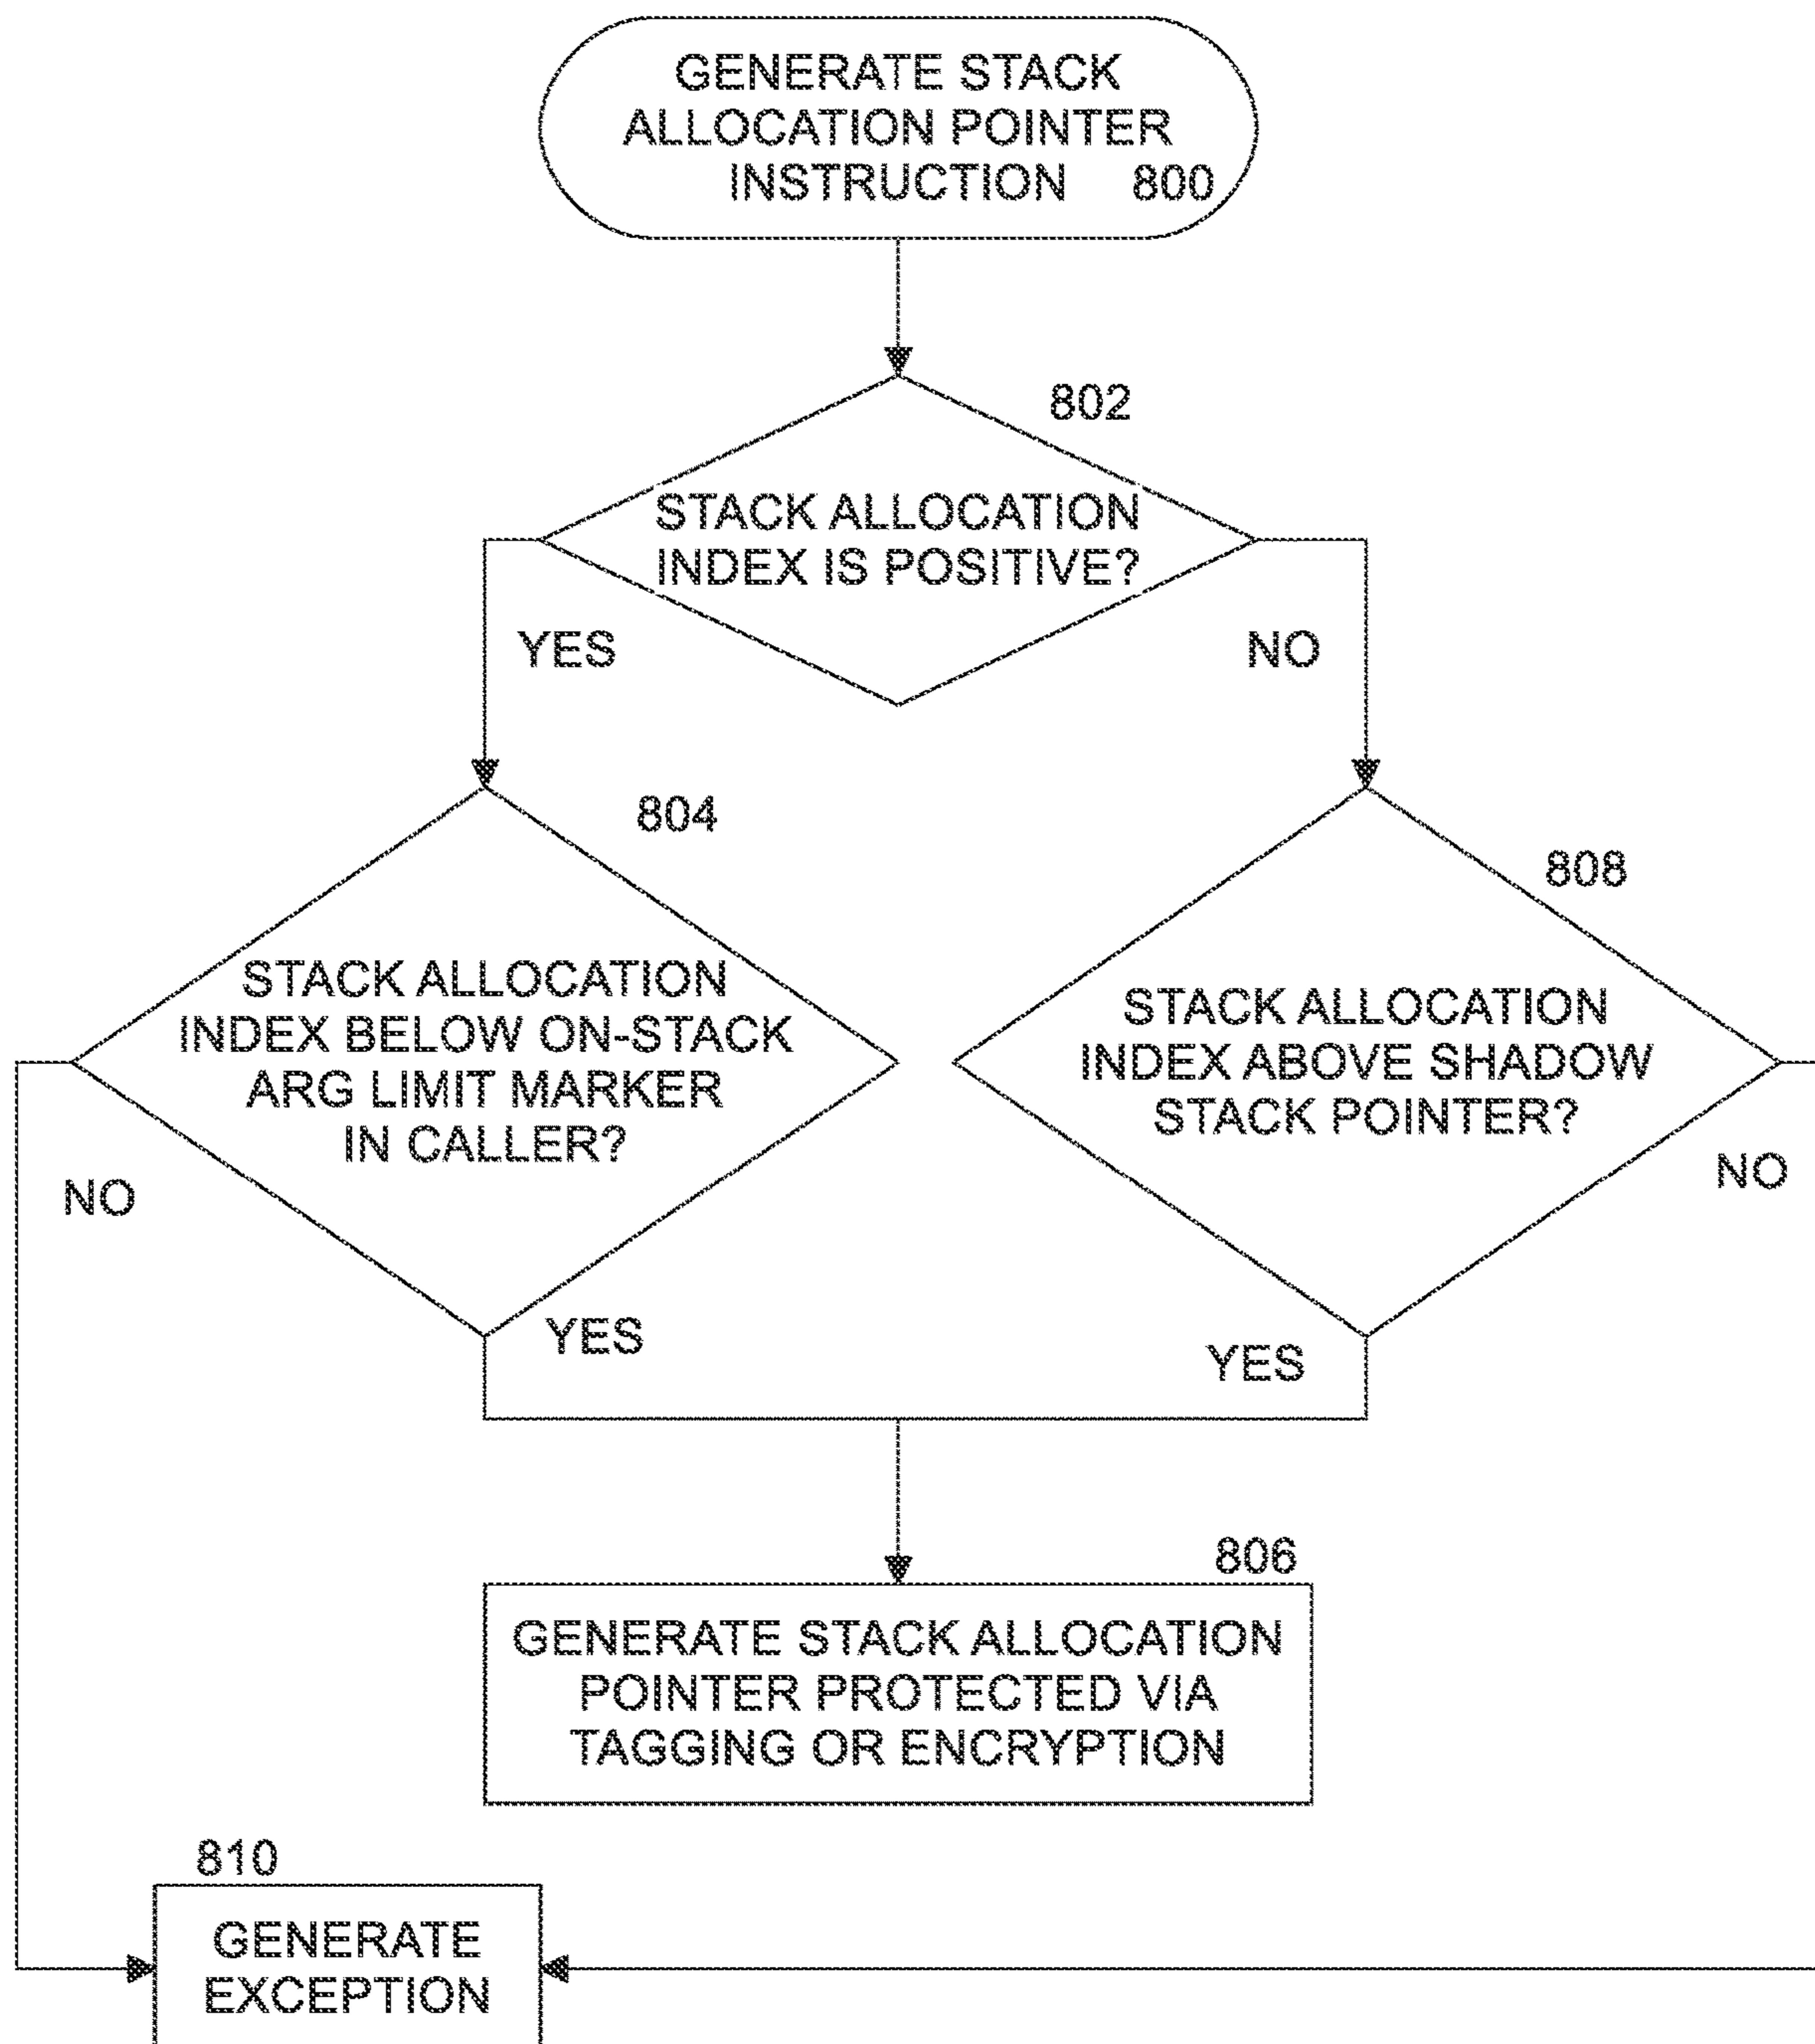 GENERATE STACK
ALLOCATION POINTER
INSTRUCTION 800
802
STACK ALLOCATION
INDEX IS POSITIVE?
YES
NO
804
STACK ALLOCATION
INDEX BELOW ON-STACK
ARG LIMIT MARKER
IN CALLER?
NO
YES
808
STACK ALLOCATION
INDEX ABOVE SHADOW
STACK POINTER?
NO
YES
806
GENERATE STACK ALLOCATION
POINTER PROTECTED VIA
TAGGING OR ENCRYPTION
810
GENERATE
EXCEPTION